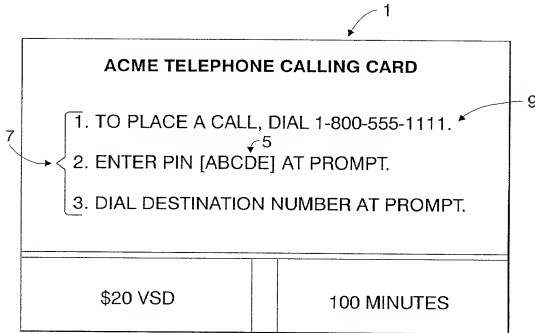 1
ACME TELEPHONE CALLING CARD
1. TO PLACE A CALL, DIAL 1-800-555-1111.
9
5
7
2. ENTER PIN [ABCDE] AT PROMPT.
3. DIAL DESTINATION NUMBER AT PROMPT.
$20 VSD
100 MINUTES